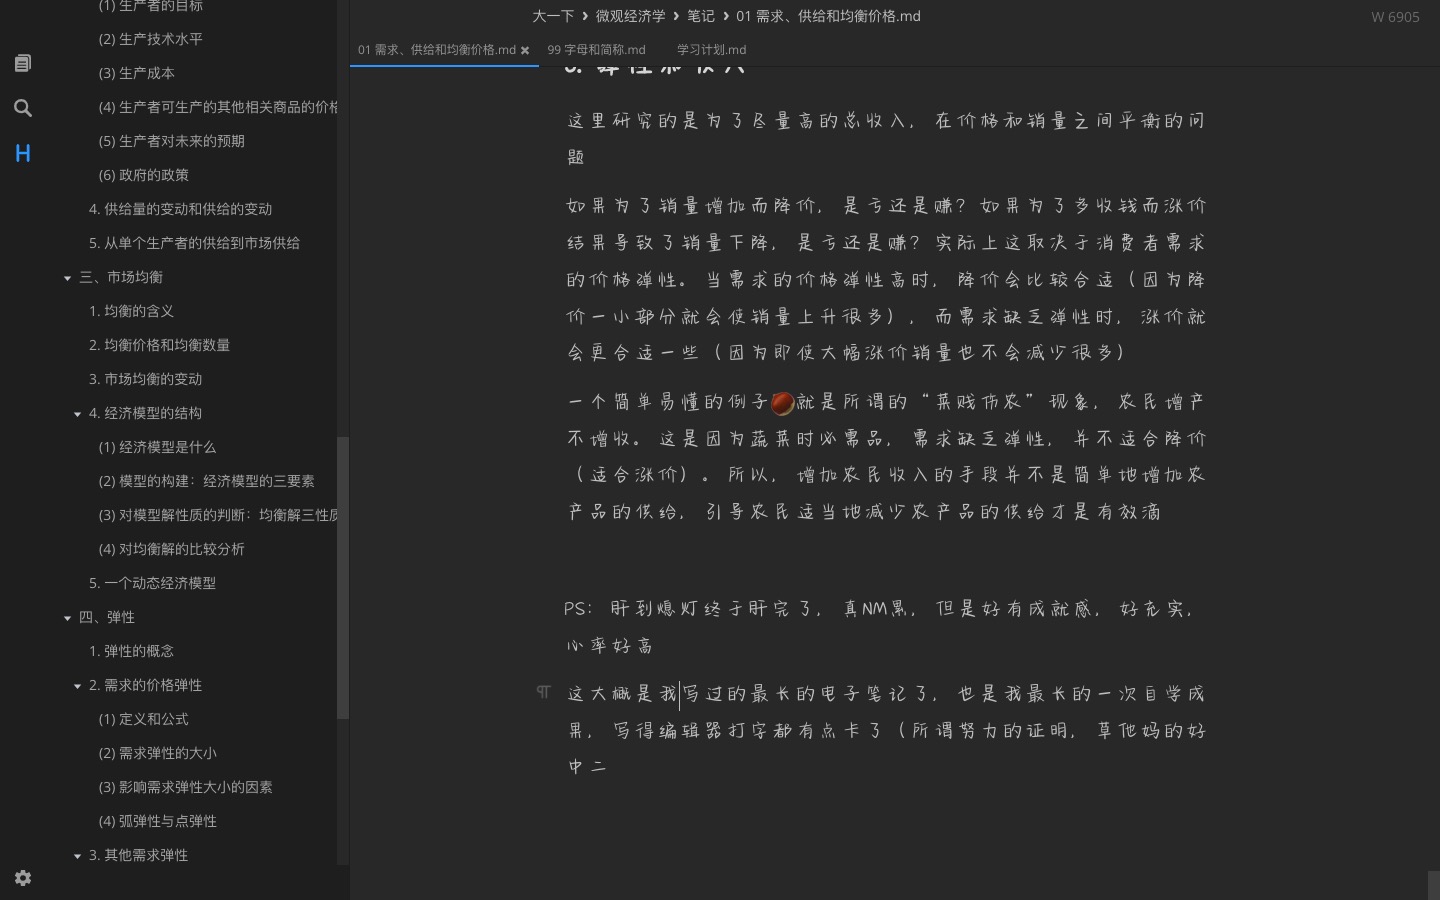 大一下 › 微观经济学 › 笔记 › 01 需求、供给和均衡价格.md
W 6905
01 需求、供给和均衡价格.md ×
99 字母和简称.md
学习计划.md
(1) 生产者的目标
(2) 生产技术水平
(3) 生产成本
(4) 生产者可生产的其他相关商品的价格
(5) 生产者对未来的预期
(6) 政府的政策
4. 供给量的变动和供给的变动
5. 从单个生产者的供给到市场供给
三、市场均衡
1. 均衡的含义
2. 均衡价格和均衡数量
3. 市场均衡的变动
4. 经济模型的结构
(1) 经济模型是什么
(2) 模型的构建：经济模型的三要素
(3) 对模型解性质的判断：均衡解三性质
(4) 对均衡解的比较分析
5. 一个动态经济模型
四、弹性
1. 弹性的概念
2. 需求的价格弹性
(1) 定义和公式
(2) 需求弹性的大小
(3) 影响需求弹性大小的因素
(4) 弧弹性与点弹性
3. 其他需求弹性
这里研究的是为了尽量高的总收入，在价格和销量之间平衡的问
题
如果为了销量增加而降价，是亏还是赚？如果为了多收钱而涨价
结果导致了销量下降，是亏还是赚？实际上这取决于消费者需求
的价格弹性。当需求的价格弹性高时，降价会比较合适（因为降
价一小部分就会使销量上升很多），而需求缺乏弹性时，涨价就
会更合适一些（因为即使大幅涨价销量也不会减少很多）
一个简单易懂的例子就是所谓的“菜贱伤农”现象，农民增产
不增收。这是因为蔬菜时必需品，需求缺乏弹性，并不适合降价
（适合涨价）。所以，增加农民收入的手段并不是简单地增加农
产品的供给，引导农民适当地减少农产品的供给才是有效滴
PS：肝到熄灯终于肝完了，真NM累，但是好有成就感，好充实，
心率好高
这大概是我写过的最长的电子笔记了，也是我最长的一次自学成
果，写得编辑器打字都有点卡了（所谓努力的证明，草他妈的好
中二